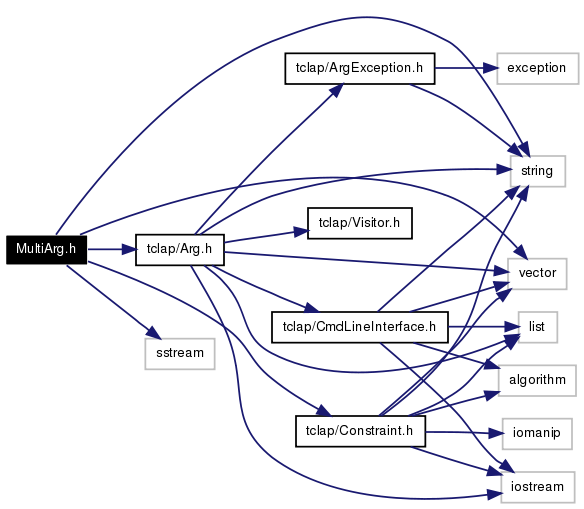 tclap/ArgException.h
exception
string
tclap/Visitor.h
MultiArg.h
tclap/Arg.h
vector
tclap/CmdLineInterface.h
list
sstream
algorithm
tclap/Constraint.h
iomanip
iostream